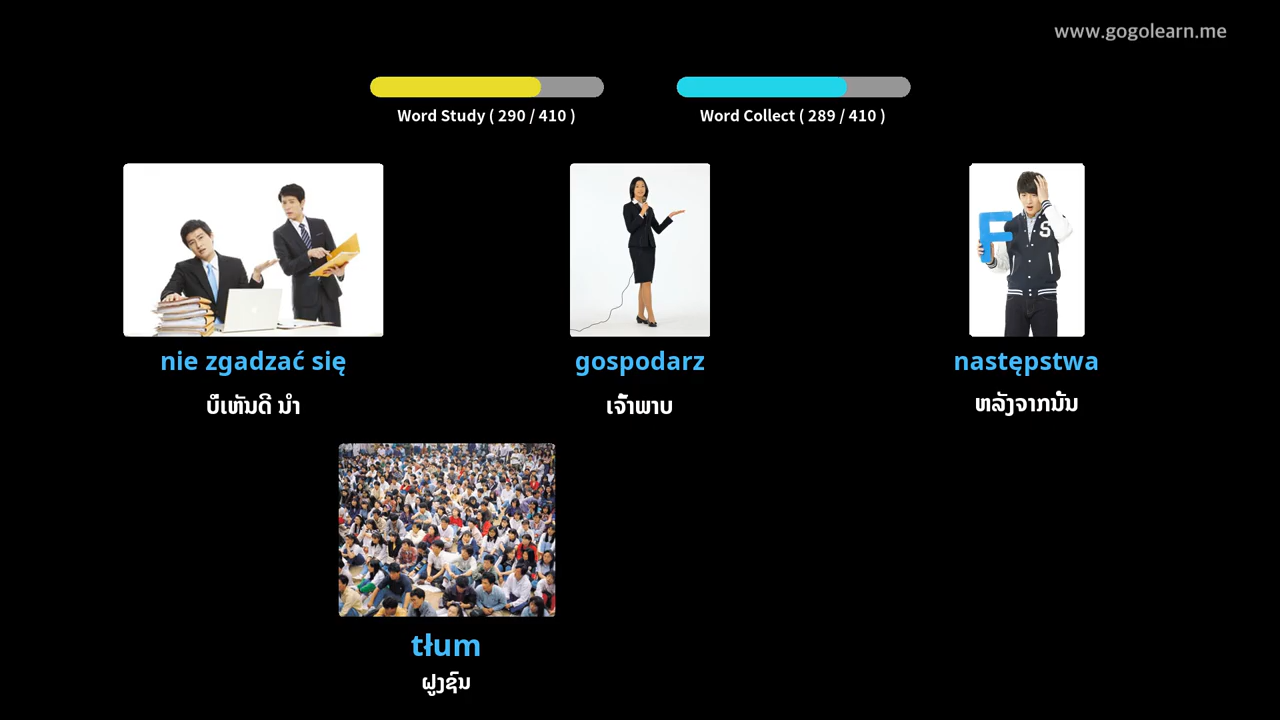 www.gogolearn.me
Word Study ( 290 / 410 )
Word Collect ( 289 / 410 )
nie zgadzać się
ບໍ່ເຫັນດີ ນຳ
gospodarz
ເຈົ້າພາບ
następstwa
ຫລັງຈາກນັ້ນ
tłum
ຝູງຊົນ